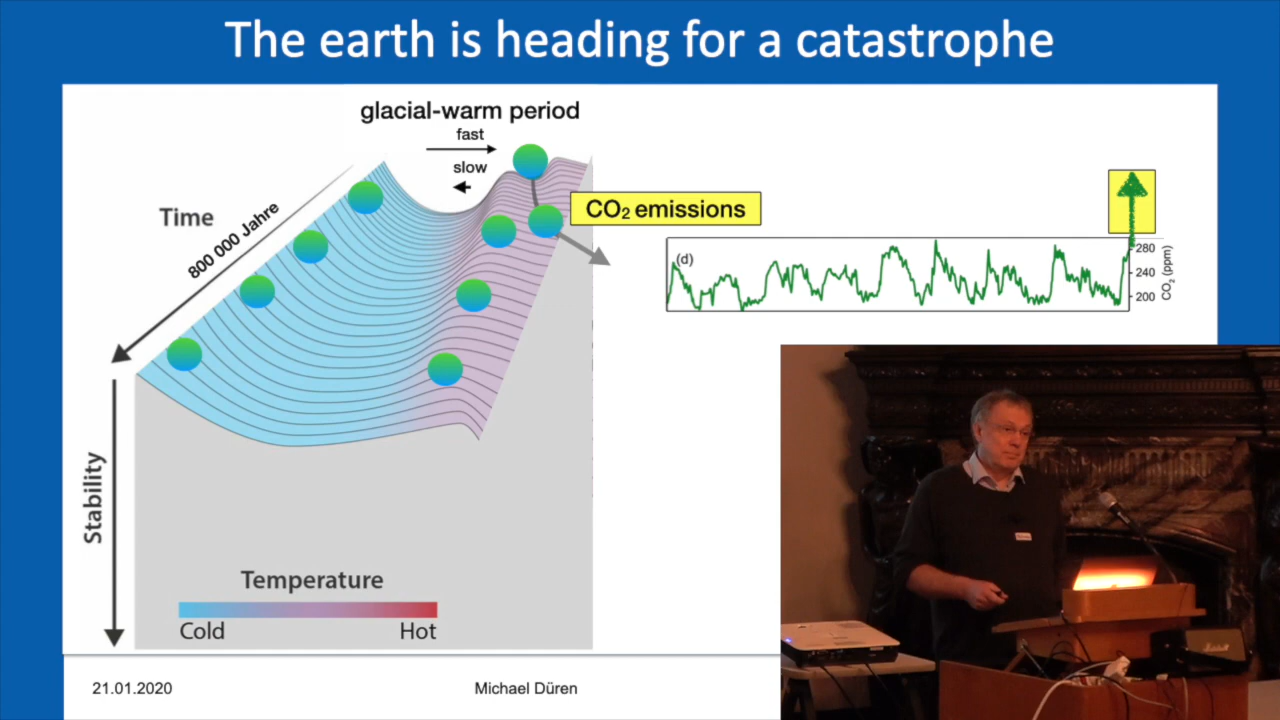 The earth is heading for a catastrophe
glacial-warm period
fast
slow
Time
800 000 Jahre
CO₂ emissions
(d)
280
240
200
CO₂ (ppm)
Stability
Temperature
Cold
Hot
21.01.2020
Michael Düren
Marshall